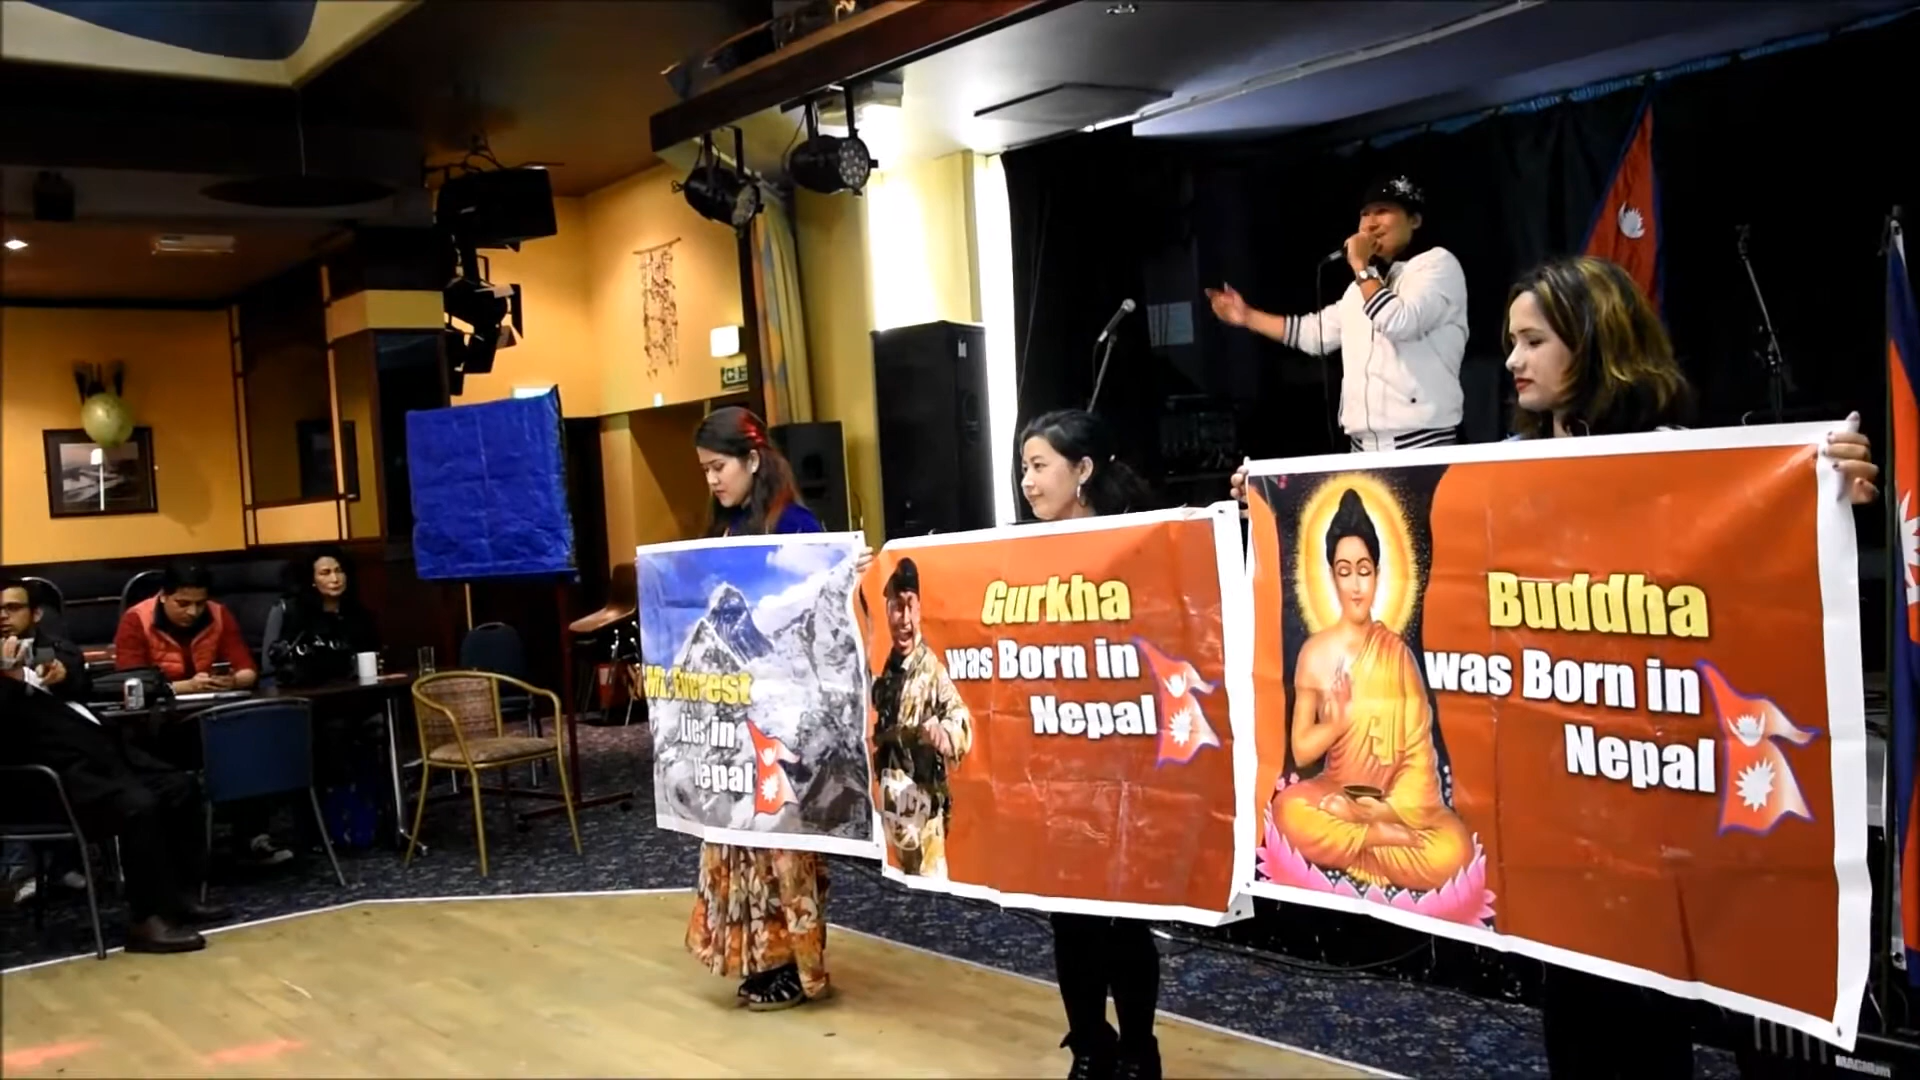 Mt. Everest
Lies in
Nepal
Gurkha
was Born in
Nepal
Buddha
was Born in
Nepal